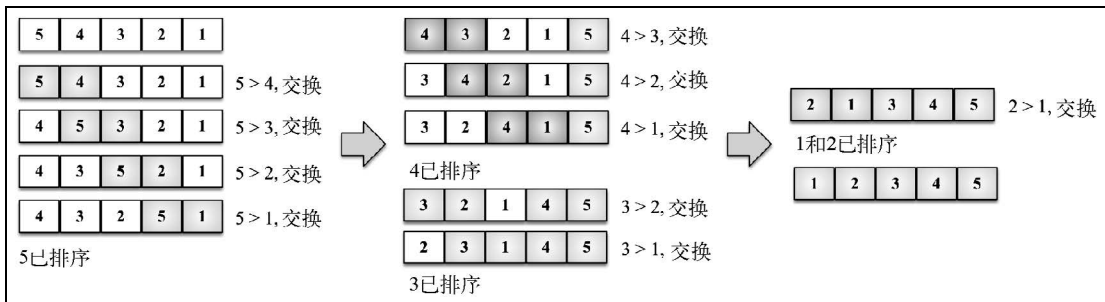 5 4 3 2 1
5 4 3 2 1 5 > 4, 交换
4 5 3 2 1 5 > 3, 交换
4 3 5 2 1 5 > 2, 交换
4 3 2 5 1 5 > 1, 交换
5已排序
4 3 2 1 5 4 > 3, 交换
3 4 2 1 5 4 > 2, 交换
3 2 4 1 5 4 > 1, 交换
4已排序
3 2 1 4 5 3 > 2, 交换
2 3 1 4 5 3 > 1, 交换
3已排序
2 1 3 4 5 2 > 1, 交换
1和2已排序
1 2 3 4 5